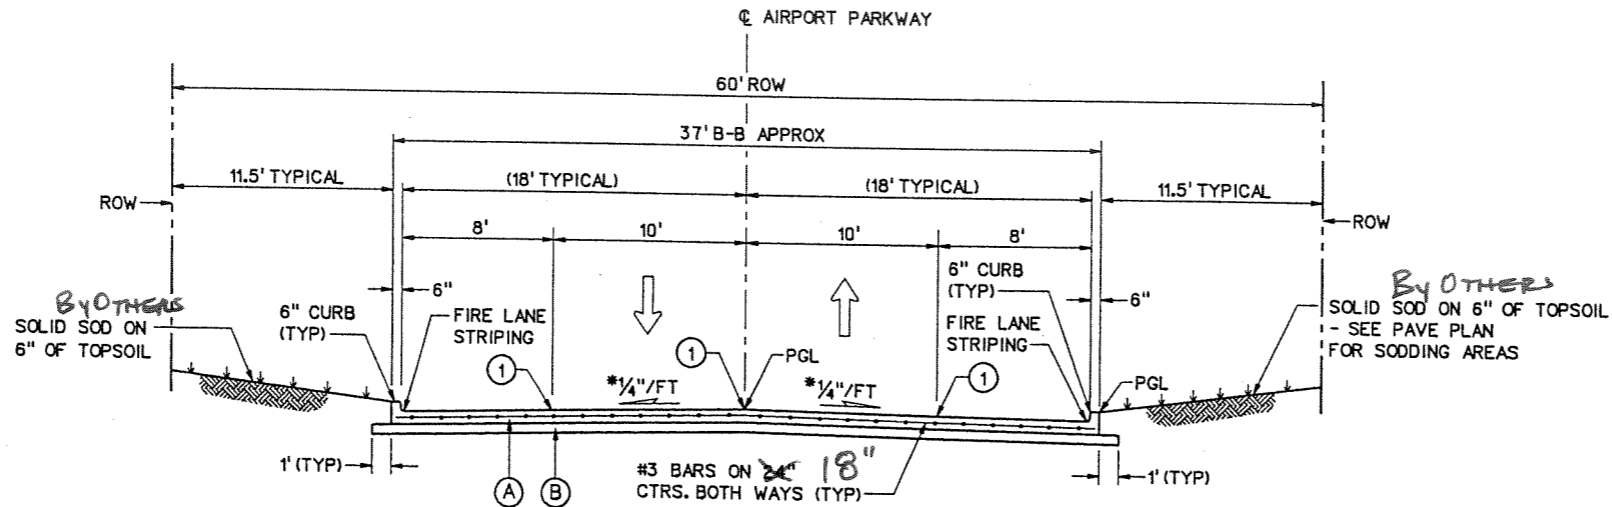 ℄ AIRPORT PARKWAY
60' ROW
37' B-B APPROX
11.5' TYPICAL
(18' TYPICAL)
(18' TYPICAL)
11.5' TYPICAL
ROW
ROW
8'
10'
10'
8'
6" CURB
(TYP)
6"
6"
By OTHERS
SOLID SOD ON
6" OF TOPSOIL
6" CURB
(TYP)
FIRE LANE
STRIPING
FIRE LANE
STRIPING
By OTHERS
SOLID SOD ON 6" OF TOPSOIL
- SEE PAVE PLAN
FOR SODDING AREAS
1
1
PGL
1
PGL
*1/4"/FT
*1/4"/FT
1' (TYP)
A
B
#3 BARS ON 24" 18"
CTRS. BOTH WAYS (TYP)
1' (TYP)